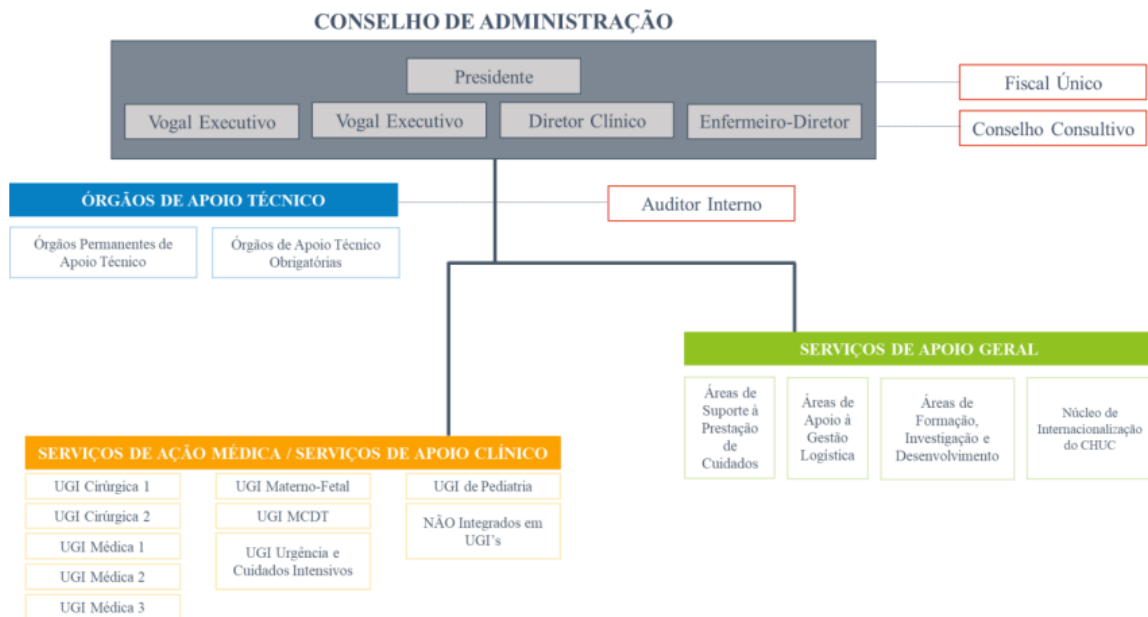 CONSELHO DE ADMINISTRAÇÃO
Presidente
Vogal Executivo
Vogal Executivo
Diretor Clínico
Enfermeiro-Diretor
Fiscal Único
Conselho Consultivo
ÓRGÃOS DE APOIO TÉCNICO
Auditor Interno
Órgãos Permanentes de
Apoio Técnico
Órgãos de Apoio Técnico
Obrigatórias
SERVIÇOS DE APOIO GERAL
Áreas de
Suporte à
Prestação
de
Cuidados
Áreas de
Apoio à
Gestão
Logística
Áreas de
Formação,
Investigação e
Desenvolvimento
Núcleo de
Internacionalização
do CHUC
SERVIÇOS DE AÇÃO MÉDICA / SERVIÇOS DE APOIO CLÍNICO
UGI Cirúrgica 1
UGI Cirúrgica 2
UGI Médica 1
UGI Médica 2
UGI Médica 3
UGI Materno-Fetal
UGI MCDT
UGI Urgência e
Cuidados Intensivos
UGI de Pediatria
NÃO Integrados em
UGI’s